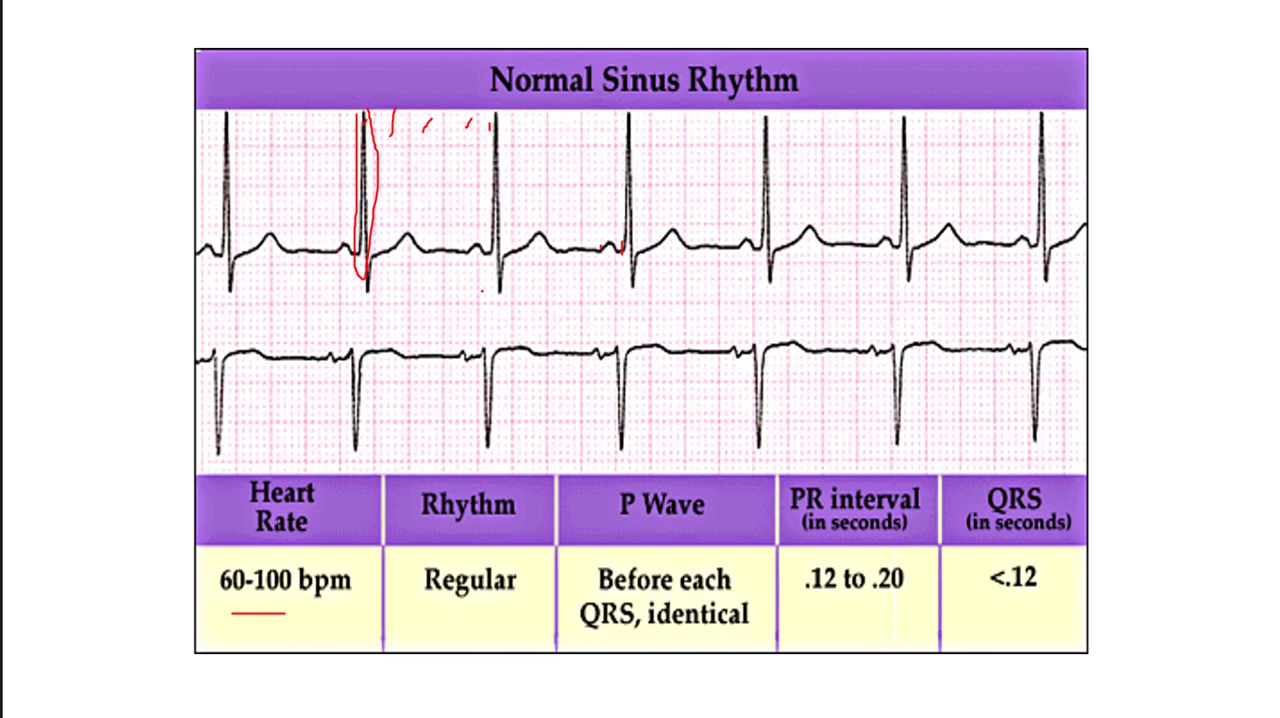 Normal Sinus Rhythm
Heart Rate
Rhythm
P Wave
PR interval
(in seconds)
QRS
(in seconds)
60-100 bpm
Regular
Before each
QRS, identical
.12 to .20
<.12